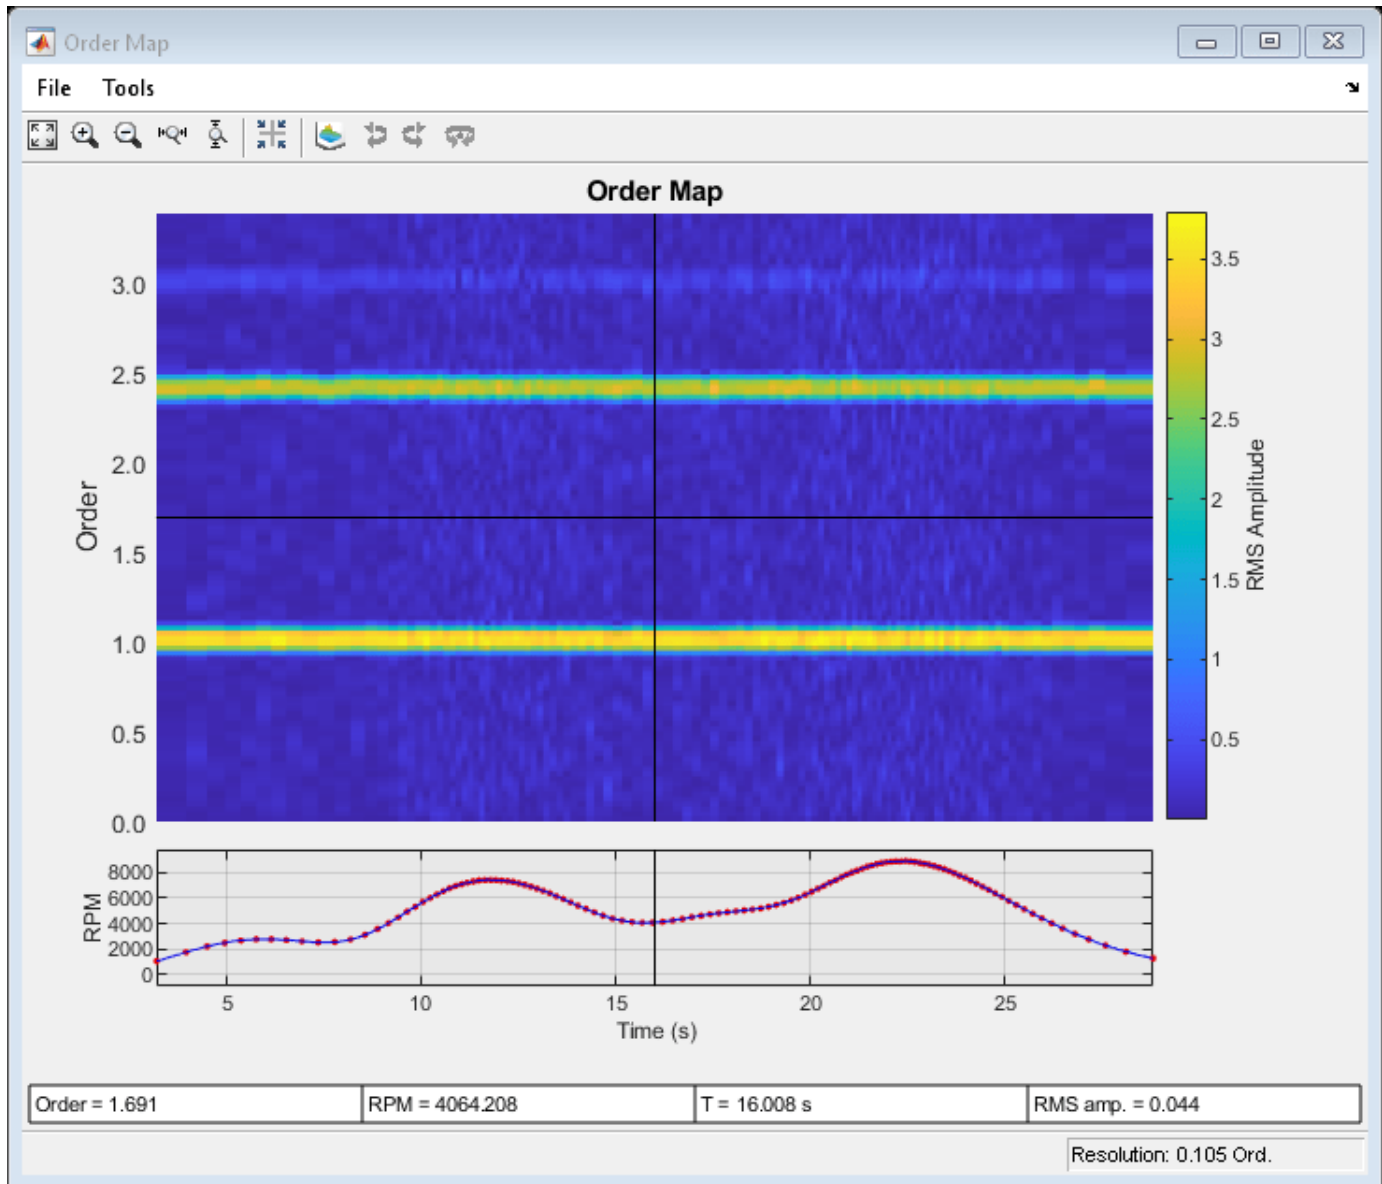 Order Map
File Tools
Order Map
3.0
2.5
2.0
1.5
1.0
0.5
0.0
Order
3.5
3
2.5
2
1.5
1
0.5
RMS Amplitude
8000
6000
4000
2000
0
RPM
5 10 15 20 25
Time (s)
Order = 1.691 RPM = 4064.208 T = 16.008 s RMS amp. = 0.044
Resolution: 0.105 Ord.